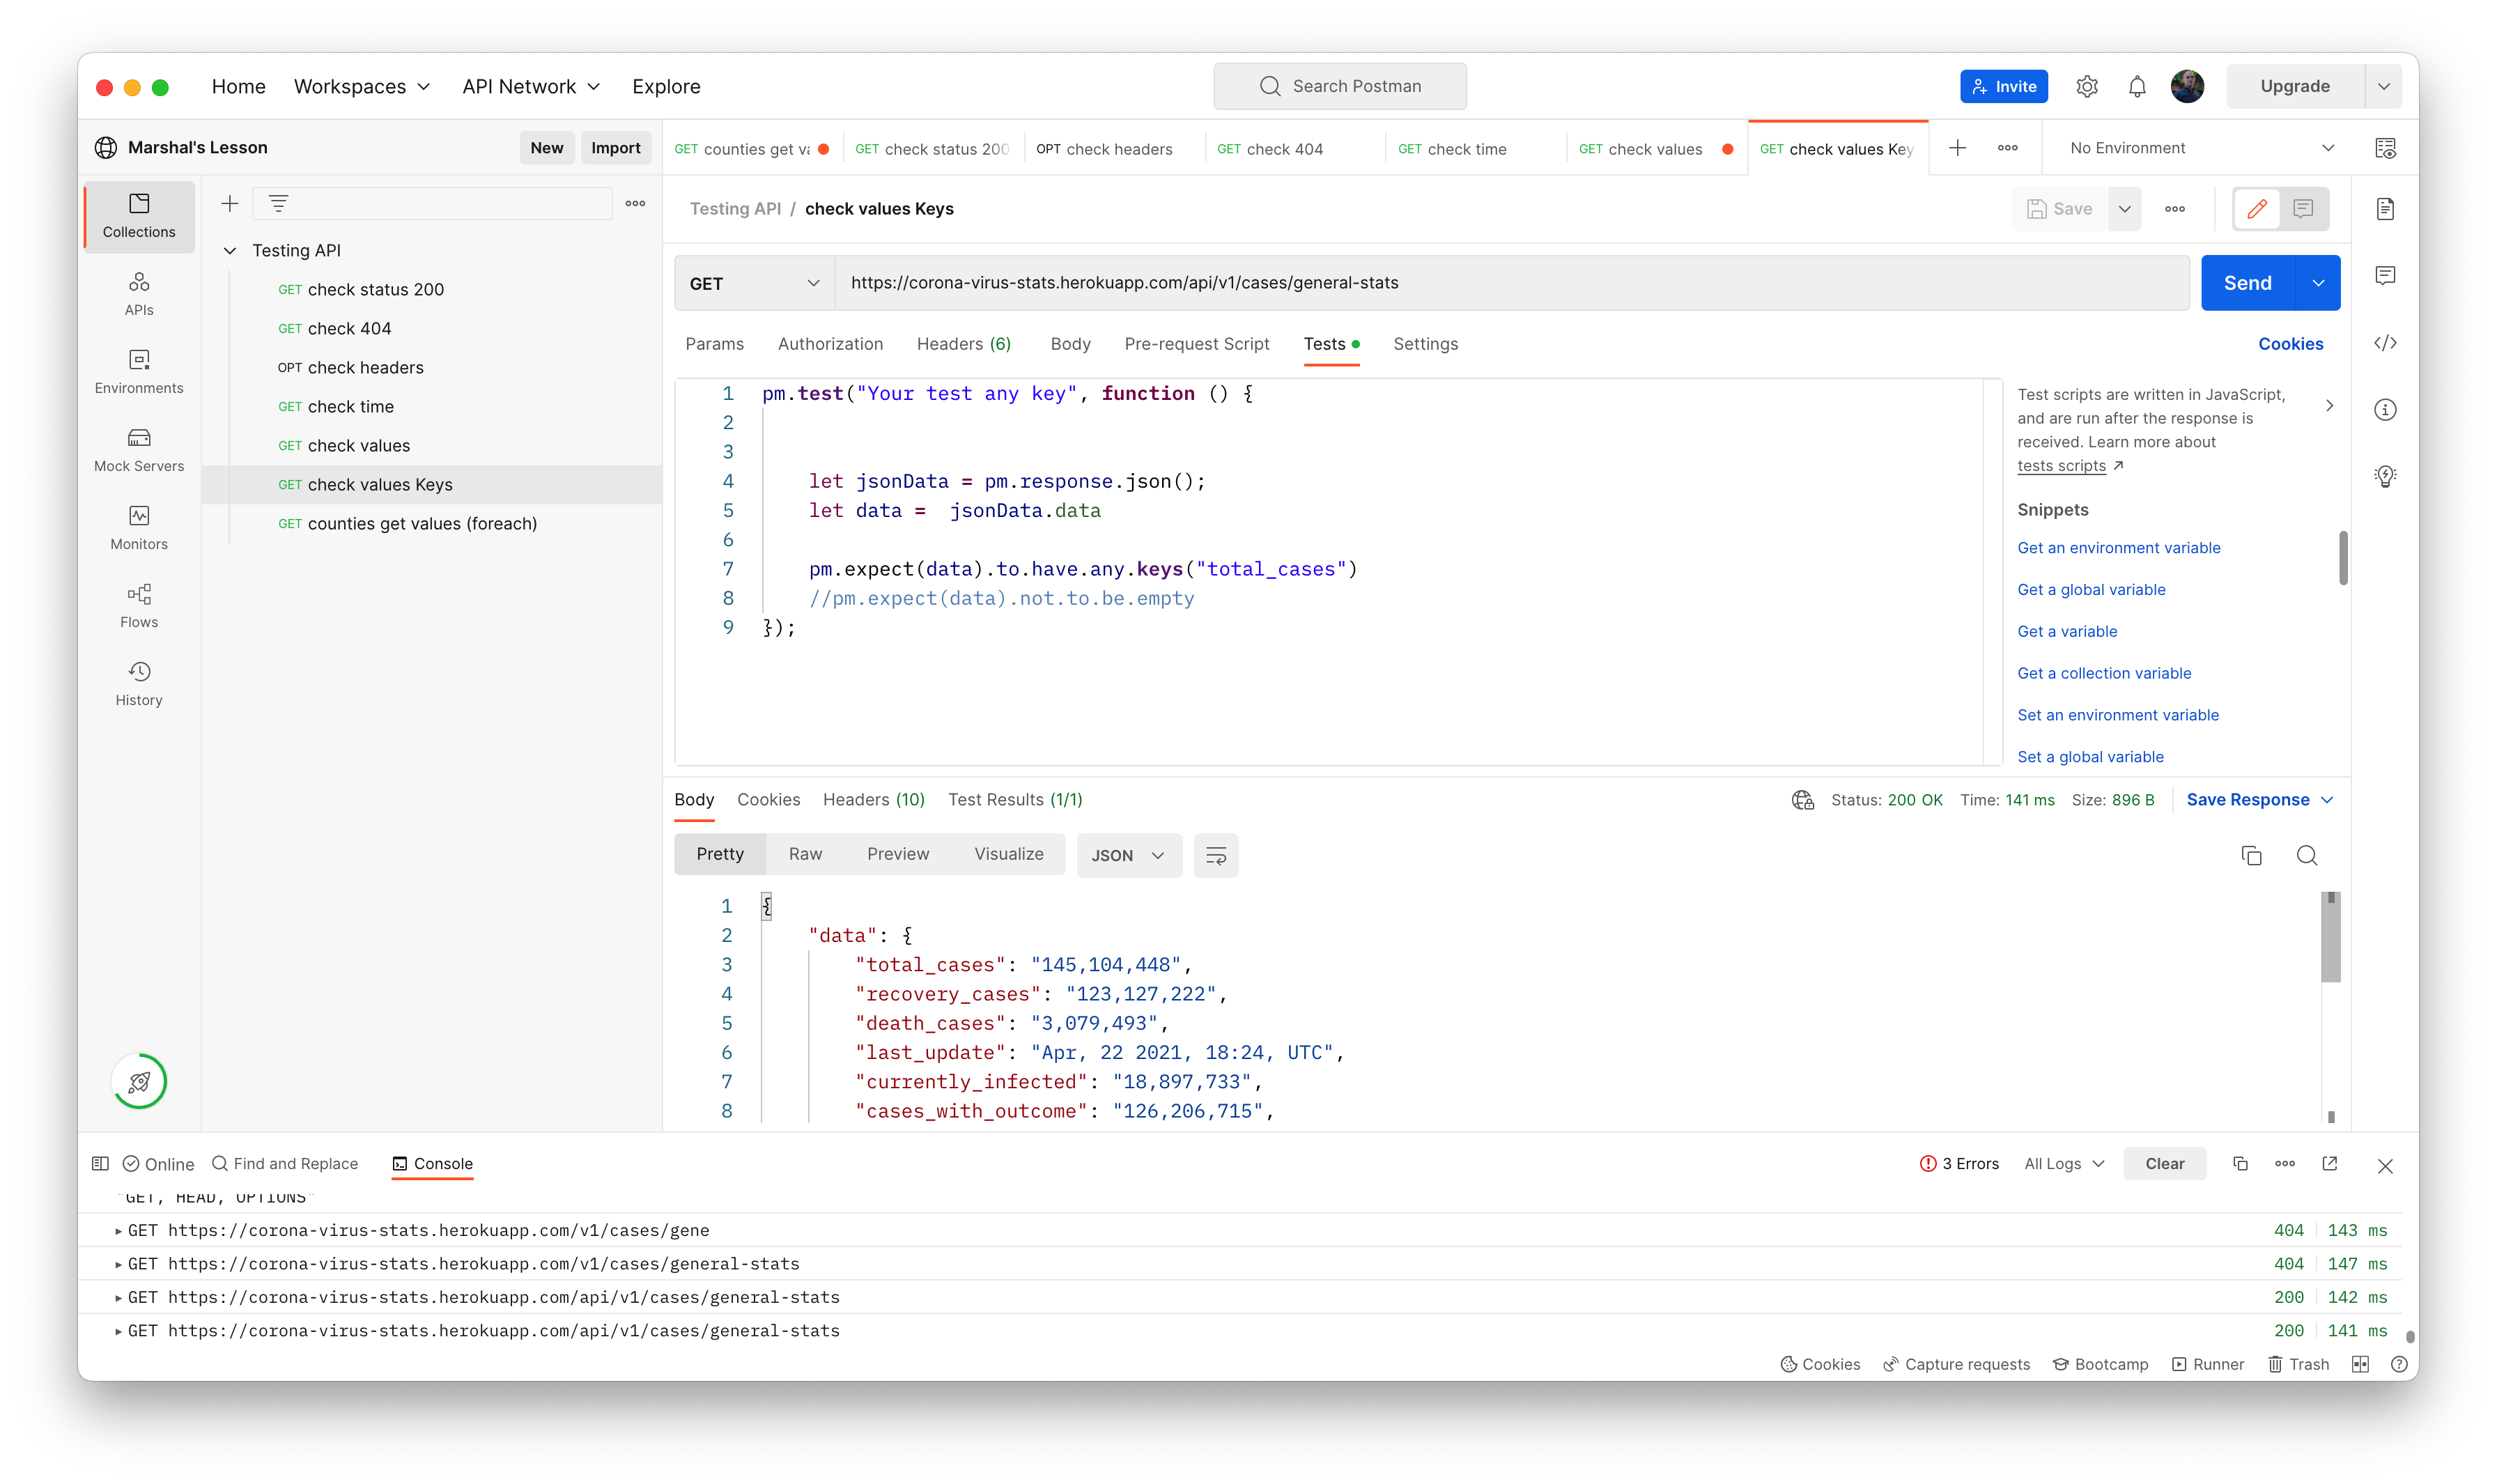 Home Workspaces API Network Explore Search Postman Invite Upgrade
Marshal's Lesson New Import
GET counties get va GET check status 200 OPT check headers GET check 404 GET check time GET check values GET check values Key No Environment
Collections
APIs
Environments
Mock Servers
Monitors
Flows
History
Testing API
GET check status 200
GET check 404
OPT check headers
GET check time
GET check values
GET check values Keys
GET counties get values (foreach)
Testing API / check values Keys Save
GET https://corona-virus-stats.herokuapp.com/api/v1/cases/general-stats Send
Params Authorization Headers (6) Body Pre-request Script Tests Settings Cookies
1 pm.test("Your test any key", function () {
2
3
4 let jsonData = pm.response.json();
5 let data =  jsonData.data
6
7 pm.expect(data).to.have.any.keys("total_cases")
8 //pm.expect(data).not.to.be.empty
9 });
Test scripts are written in JavaScript,
and are run after the response is
received. Learn more about
tests scripts
Snippets
Get an environment variable
Get a global variable
Get a variable
Get a collection variable
Set an environment variable
Set a global variable
Body Cookies Headers (10) Test Results (1/1) Status: 200 OK Time: 141 ms Size: 896 B Save Response
Pretty Raw Preview Visualize JSON
1 {
2 "data": {
3 "total_cases": "145,104,448",
4 "recovery_cases": "123,127,222",
5 "death_cases": "3,079,493",
6 "last_update": "Apr, 22 2021, 18:24, UTC",
7 "currently_infected": "18,897,733",
8 "cases_with_outcome": "126,206,715",
Online Find and Replace Console 3 Errors All Logs Clear
"GET, HEAD, OPTIONS"
GET https://corona-virus-stats.herokuapp.com/v1/cases/gene 404 143 ms
GET https://corona-virus-stats.herokuapp.com/v1/cases/general-stats 404 147 ms
GET https://corona-virus-stats.herokuapp.com/api/v1/cases/general-stats 200 142 ms
GET https://corona-virus-stats.herokuapp.com/api/v1/cases/general-stats 200 141 ms
Cookies Capture requests Bootcamp Runner Trash